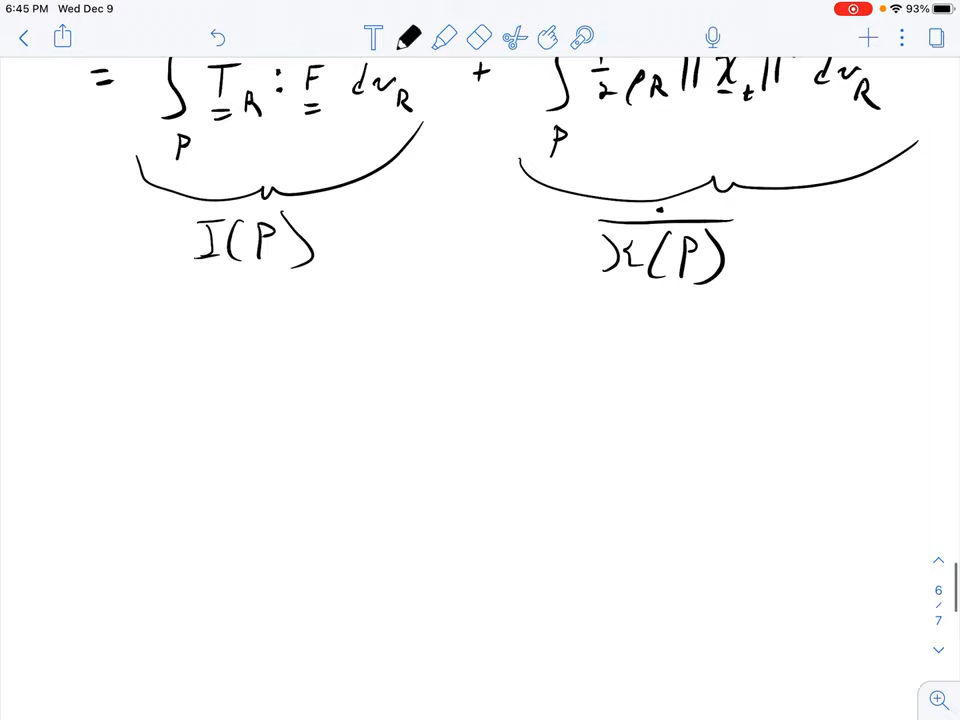 6:45 PM Wed Dec 9 93%
T
= ∫_P T_R : F dv_R + ∫_P 1/2 ρ_R ||χ_t||² dv_R
I(P) K(P)
6
/
7